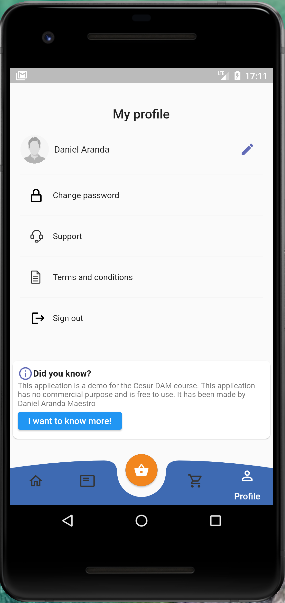 17:11
My profile
Daniel Aranda
Change password
Support
Terms and conditions
Sign out
Did you know?
This application is a demo for the Cesur DAM course. This application
has no commercial purpose and is free to use. It has been made by
Daniel Aranda Maestro
I want to know more!
Profile